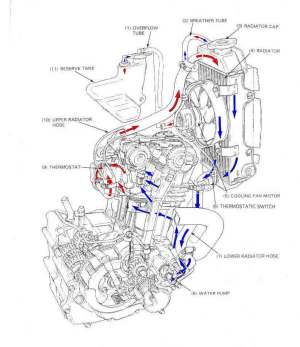 (1) OVERFLOW
TUBE
(2) BREATHER TUBE
(3) RADIATOR CAP
(4) RADIATOR
(11) RESERVE TANK
(10) UPPER RADIATOR
HOSE
(9) THERMOSTAT
(5) COOLING FAN MOTOR
(6) THERMOSTATIC SWITCH
(7) LOWER RADIATOR HOSE
(8) WATER PUMP